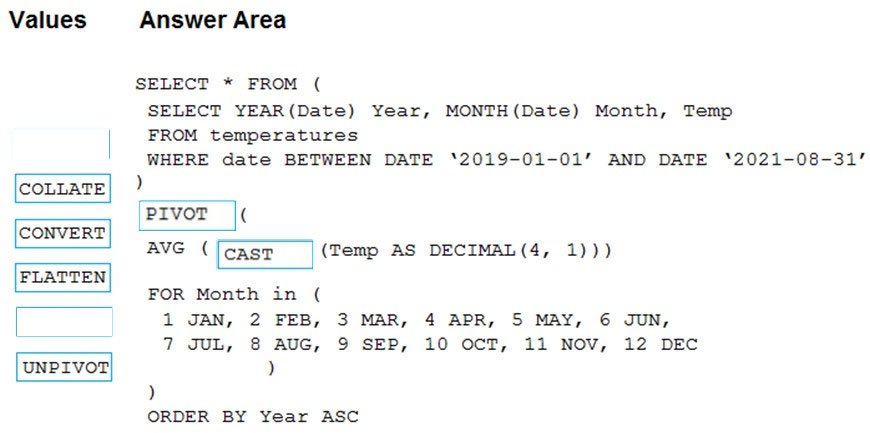 Values Answer Area
SELECT * FROM (
SELECT YEAR(Date) Year, MONTH(Date) Month, Temp
FROM temperatures
WHERE date BETWEEN DATE ‘2019-01-01’ AND DATE ‘2021-08-31’
COLLATE )
PIVOT (
CONVERT
AVG ( CAST (Temp AS DECIMAL(4, 1)))
FLATTEN
FOR Month in (
1 JAN, 2 FEB, 3 MAR, 4 APR, 5 MAY, 6 JUN,
7 JUL, 8 AUG, 9 SEP, 10 OCT, 11 NOV, 12 DEC
UNPIVOT )
)
ORDER BY Year ASC